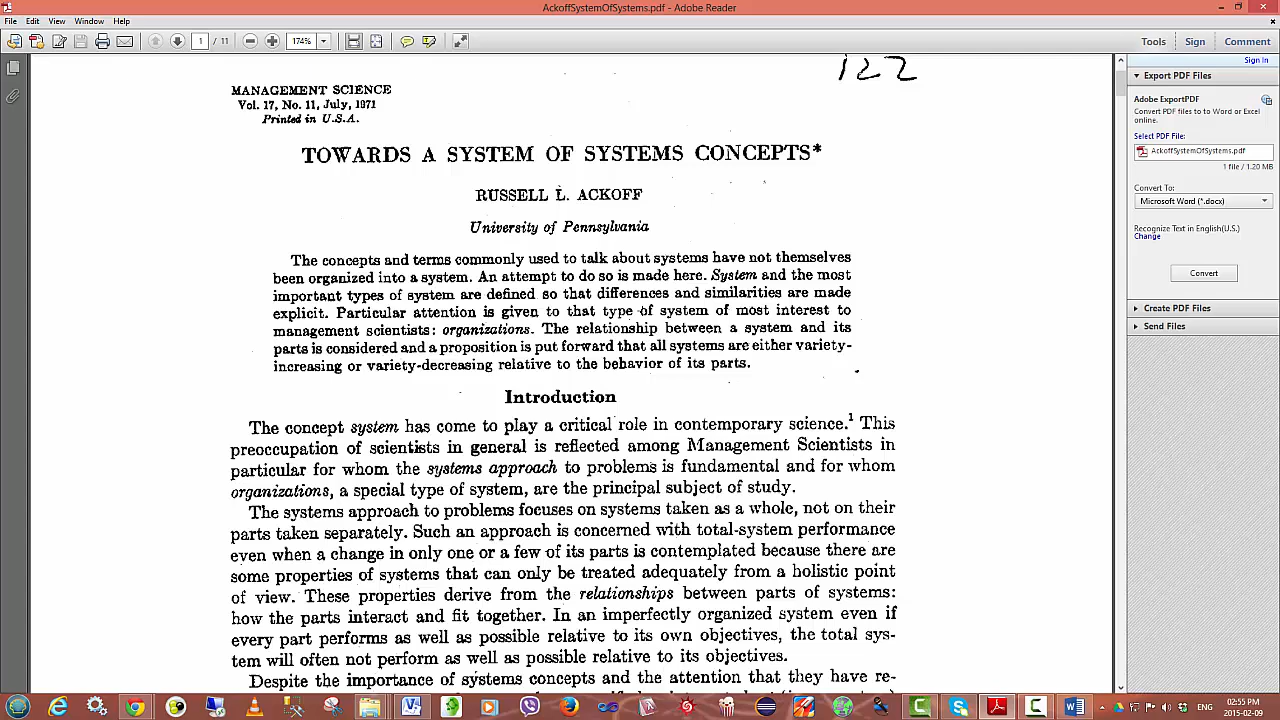 AckoffSystemOfSystems.pdf - Adobe Reader
File Edit View Window Help
1 / 11 174% Tools Sign Comment
Sign In
Export PDF Files
Adobe ExportPDF
Convert PDF files to to Word or Excel online.
Select PDF File:
AckoffSystemOfSystems.pdf
1 file / 1.20 MB
Convert To:
Microsoft Word (*.docx)
Recognize Text in English(U.S.)
Change
Convert
Create PDF Files
Send Files
122
MANAGEMENT SCIENCE
Vol. 17, No. 11, July, 1971
Printed in U.S.A.
TOWARDS A SYSTEM OF SYSTEMS CONCEPTS*
RUSSELL L. ACKOFF
University of Pennsylvania
The concepts and terms commonly used to talk about systems have not themselves
been organized into a system. An attempt to do so is made here. System and the most
important types of system are defined so that differences and similarities are made
explicit. Particular attention is given to that type of system of most interest to
management scientists: organizations. The relationship between a system and its
parts is considered and a proposition is put forward that all systems are either variety-
increasing or variety-decreasing relative to the behavior of its parts.
Introduction
The concept system has come to play a critical role in contemporary science.1 This
preoccupation of scientists in general is reflected among Management Scientists in
particular for whom the systems approach to problems is fundamental and for whom
organizations, a special type of system, are the principal subject of study.
The systems approach to problems focuses on systems taken as a whole, not on their
parts taken separately. Such an approach is concerned with total-system performance
even when a change in only one or a few of its parts is contemplated because there are
some properties of systems that can only be treated adequately from a holistic point
of view. These properties derive from the relationships between parts of systems:
how the parts interact and fit together. In an imperfectly organized system even if
every part performs as well as possible relative to its own objectives, the total sys-
tem will often not perform as well as possible relative to its objectives.
Despite the importance of systems concepts and the attention that they have re-
ENG
02:55 PM
2015-02-09